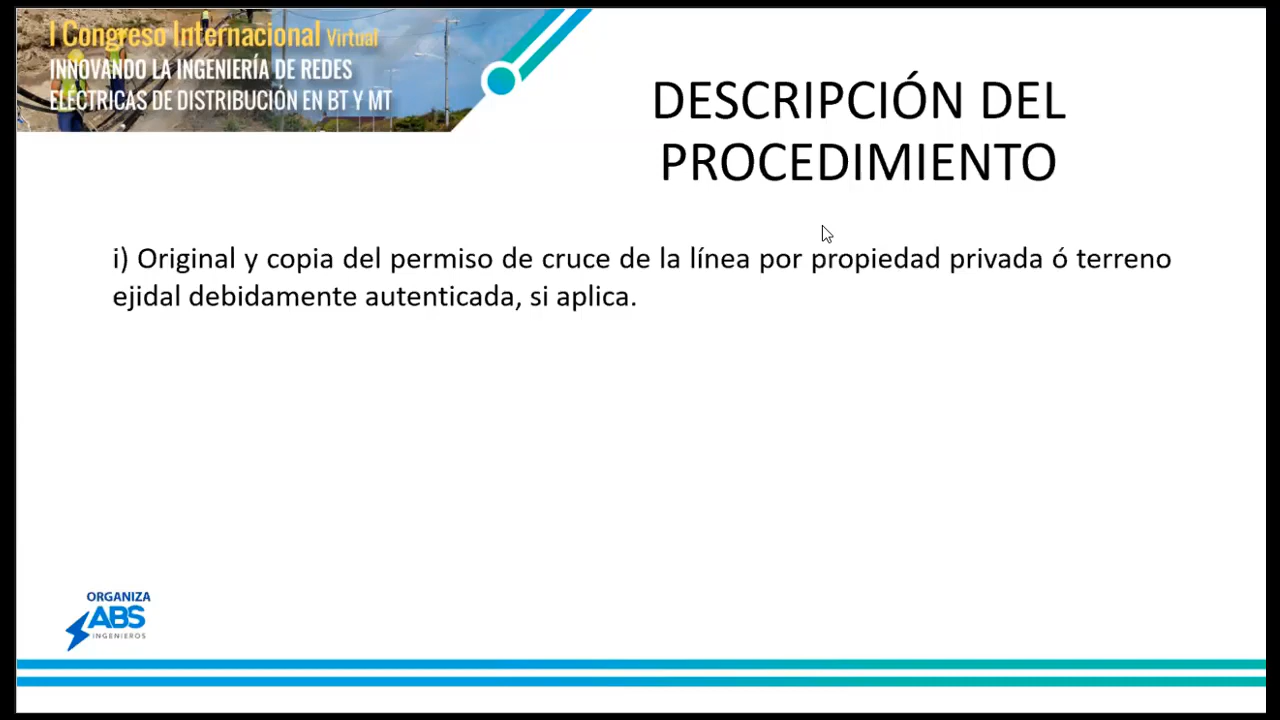 I Congreso Internacional Virtual
INNOVANDO LA INGENIERÍA DE REDES
ELÉCTRICAS DE DISTRIBUCIÓN EN BT Y MT
DESCRIPCIÓN DEL
PROCEDIMIENTO
i) Original y copia del permiso de cruce de la línea por propiedad privada ó terreno
ejidal debidamente autenticada, si aplica.
ORGANIZA
ABS
INGENIEROS